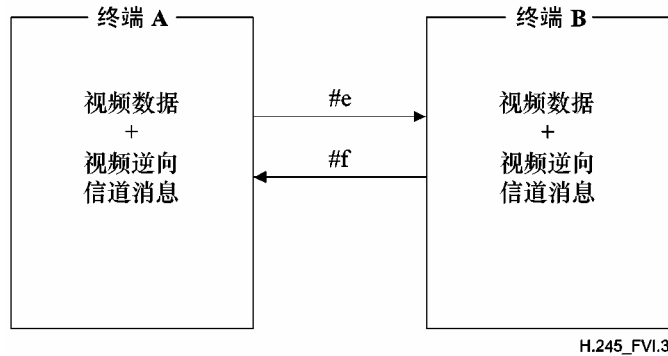 终端 A
终端 B
视频数据
+
视频逆向
信道消息
#e
#f
视频数据
+
视频逆向
信道消息
H.245_FVI.3